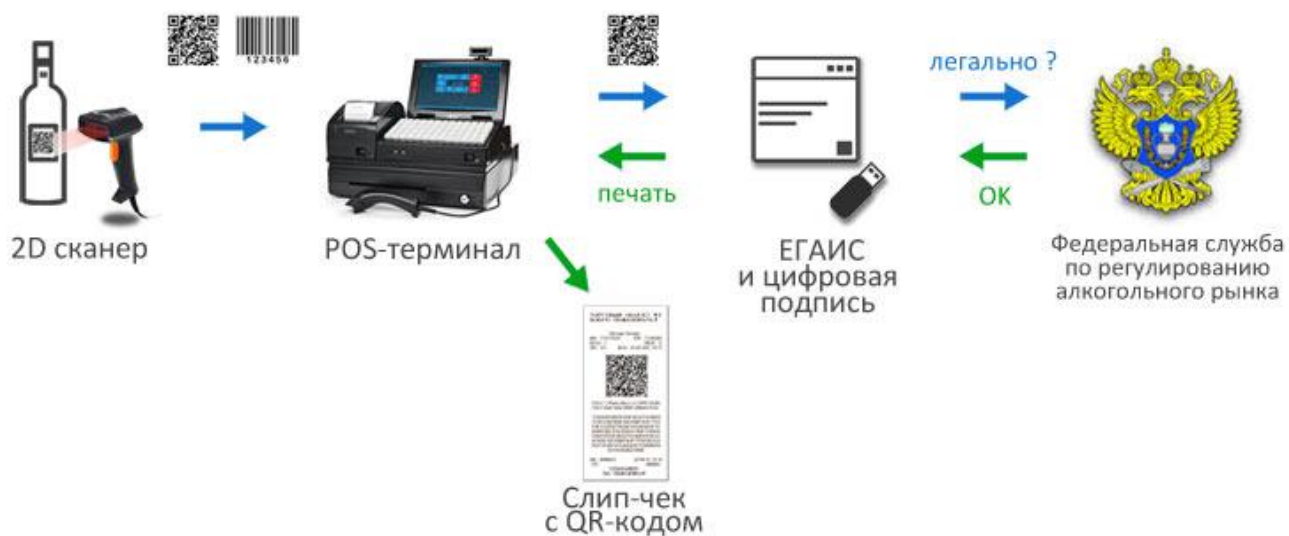 123456
легально ?
печать
OK
2D сканер
POS-терминал
ЕГАИС
и цифровая
подпись
Федеральная служба
по регулированию
алкогольного рынка
Слип-чек
с QR-кодом